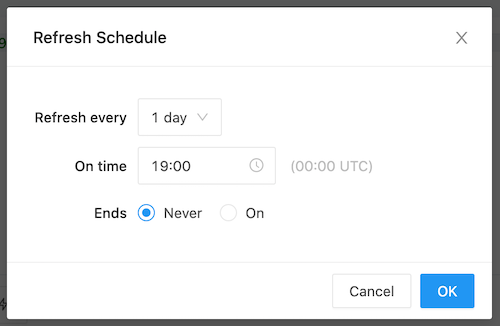 Refresh Schedule
Refresh every 1 day
On time 19:00 (00:00 UTC)
Ends Never On
Cancel OK